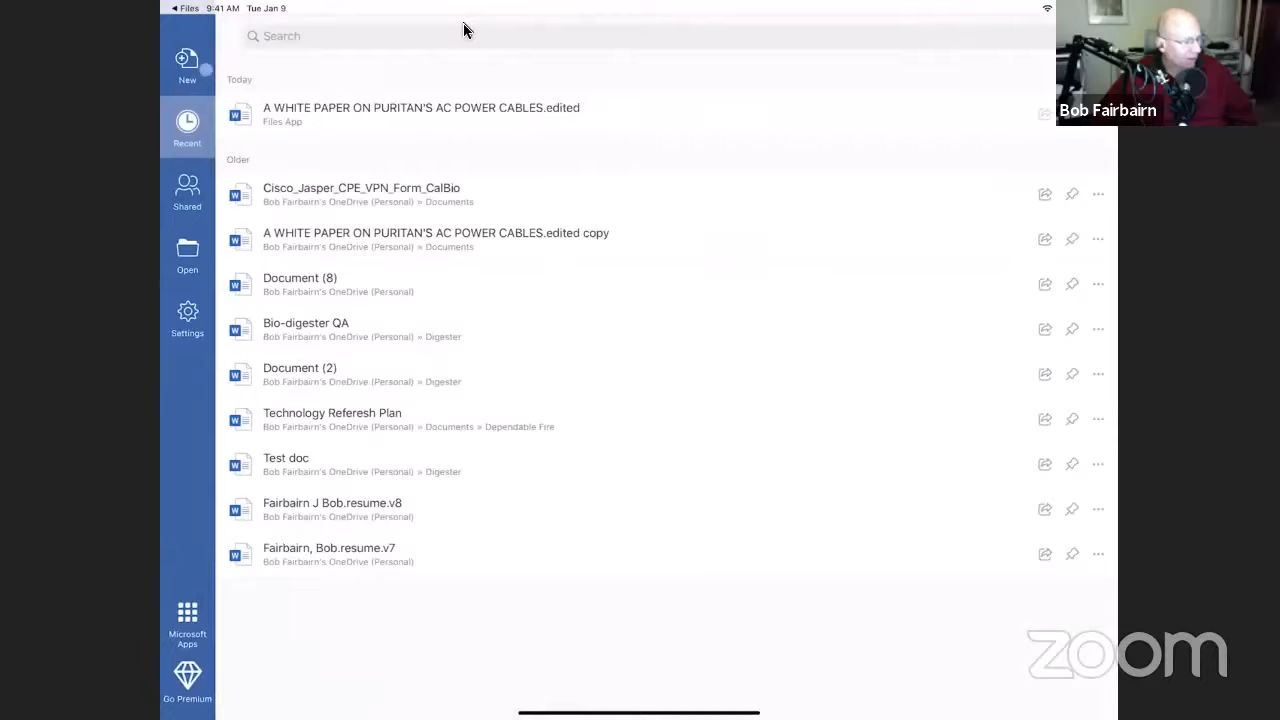 Files 9:41 AM Tue Jan 9
Search
Bob Fairbairn
New
Recent
Shared
Open
Settings
Microsoft
Apps
Go Premium
Today
A WHITE PAPER ON PURITAN'S AC POWER CABLES.edited
Files App
Older
Cisco_Jasper_CPE_VPN_Form_CalBio
Bob Fairbairn's OneDrive (Personal) » Documents
A WHITE PAPER ON PURITAN'S AC POWER CABLES.edited copy
Bob Fairbairn's OneDrive (Personal) » Documents
Document (8)
Bob Fairbairn's OneDrive (Personal)
Bio-digester QA
Bob Fairbairn's OneDrive (Personal) » Digester
Document (2)
Bob Fairbairn's OneDrive (Personal) » Digester
Technology Referesh Plan
Bob Fairbairn's OneDrive (Personal) » Documents » Dependable Fire
Test doc
Bob Fairbairn's OneDrive (Personal) » Digester
Fairbairn J Bob.resume.v8
Bob Fairbairn's OneDrive (Personal)
Fairbairn, Bob.resume.v7
Bob Fairbairn's OneDrive (Personal)
zoom